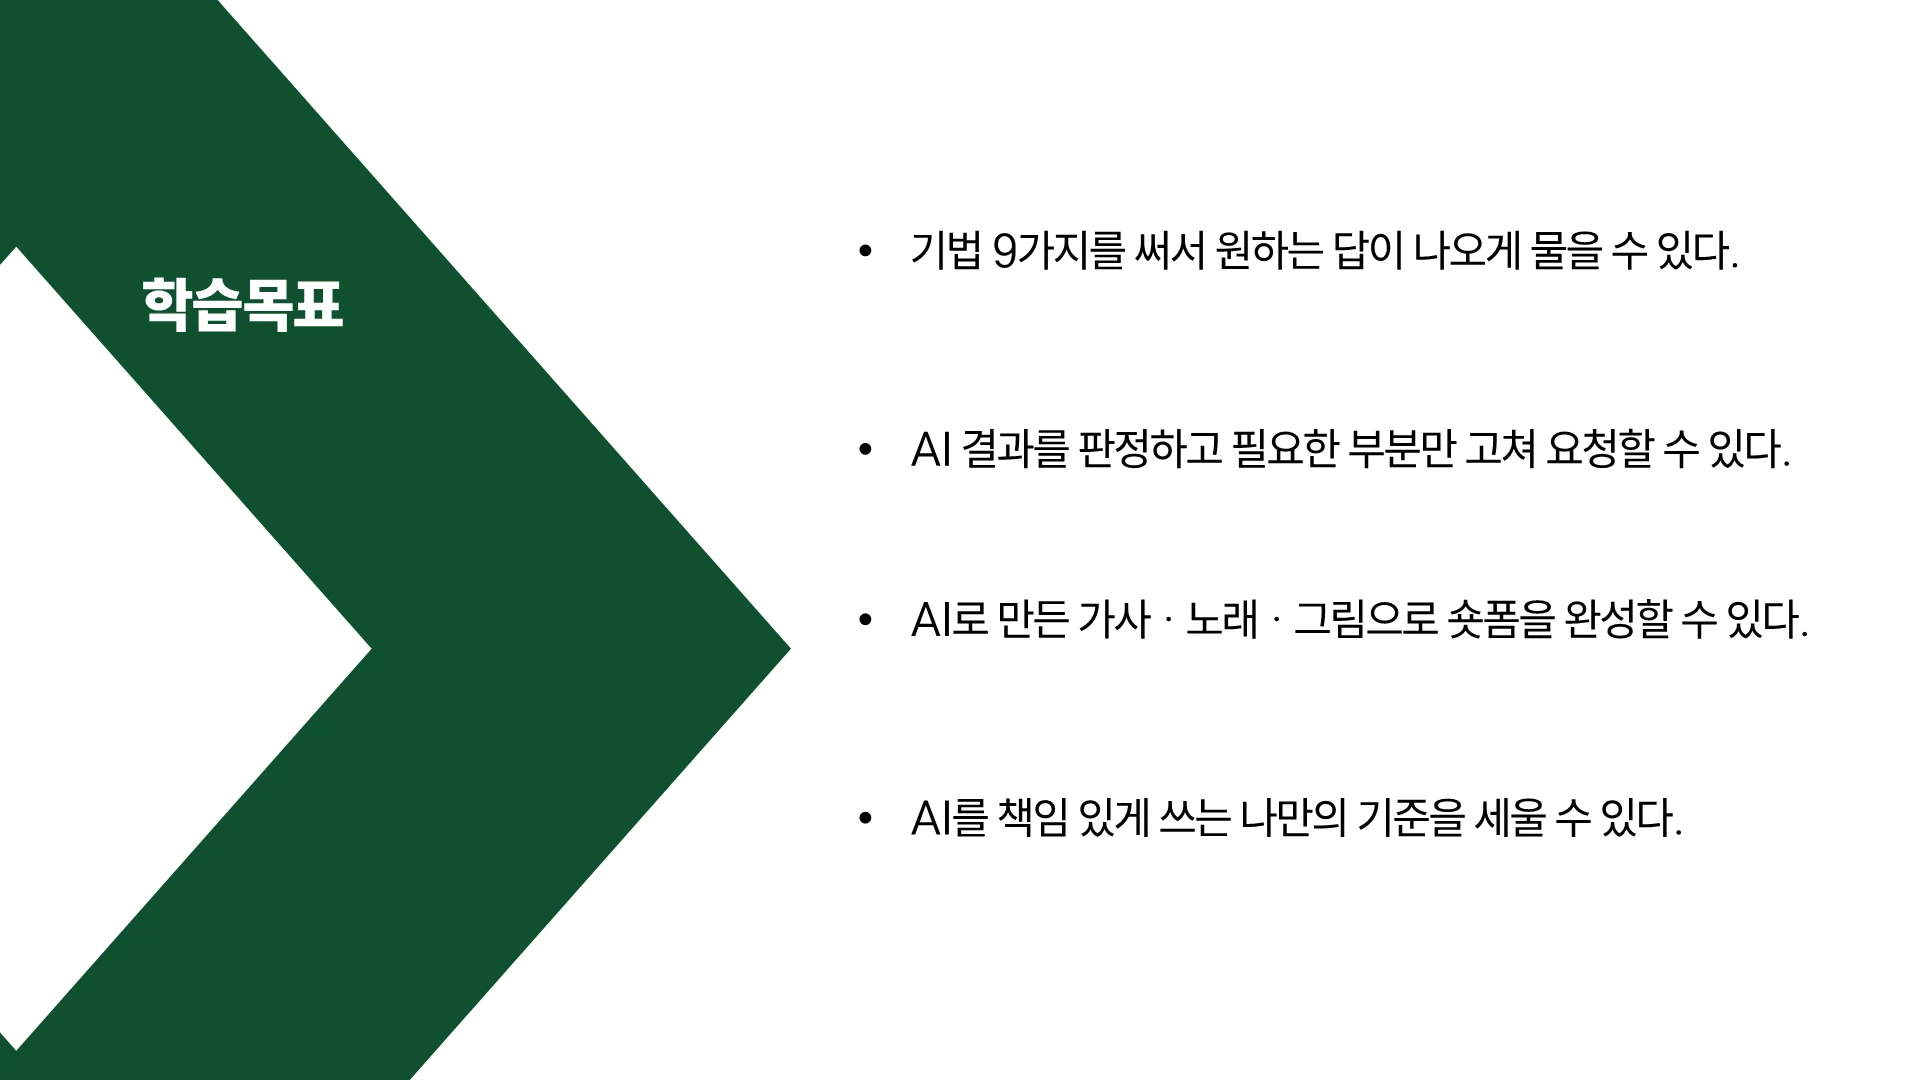 학습목표
• 기법 9가지를 써서 원하는 답이 나오게 물을 수 있다.
• AI 결과를 판정하고 필요한 부분만 고쳐 요청할 수 있다.
• AI로 만든 가사 · 노래 · 그림으로 숏폼을 완성할 수 있다.
• AI를 책임 있게 쓰는 나만의 기준을 세울 수 있다.